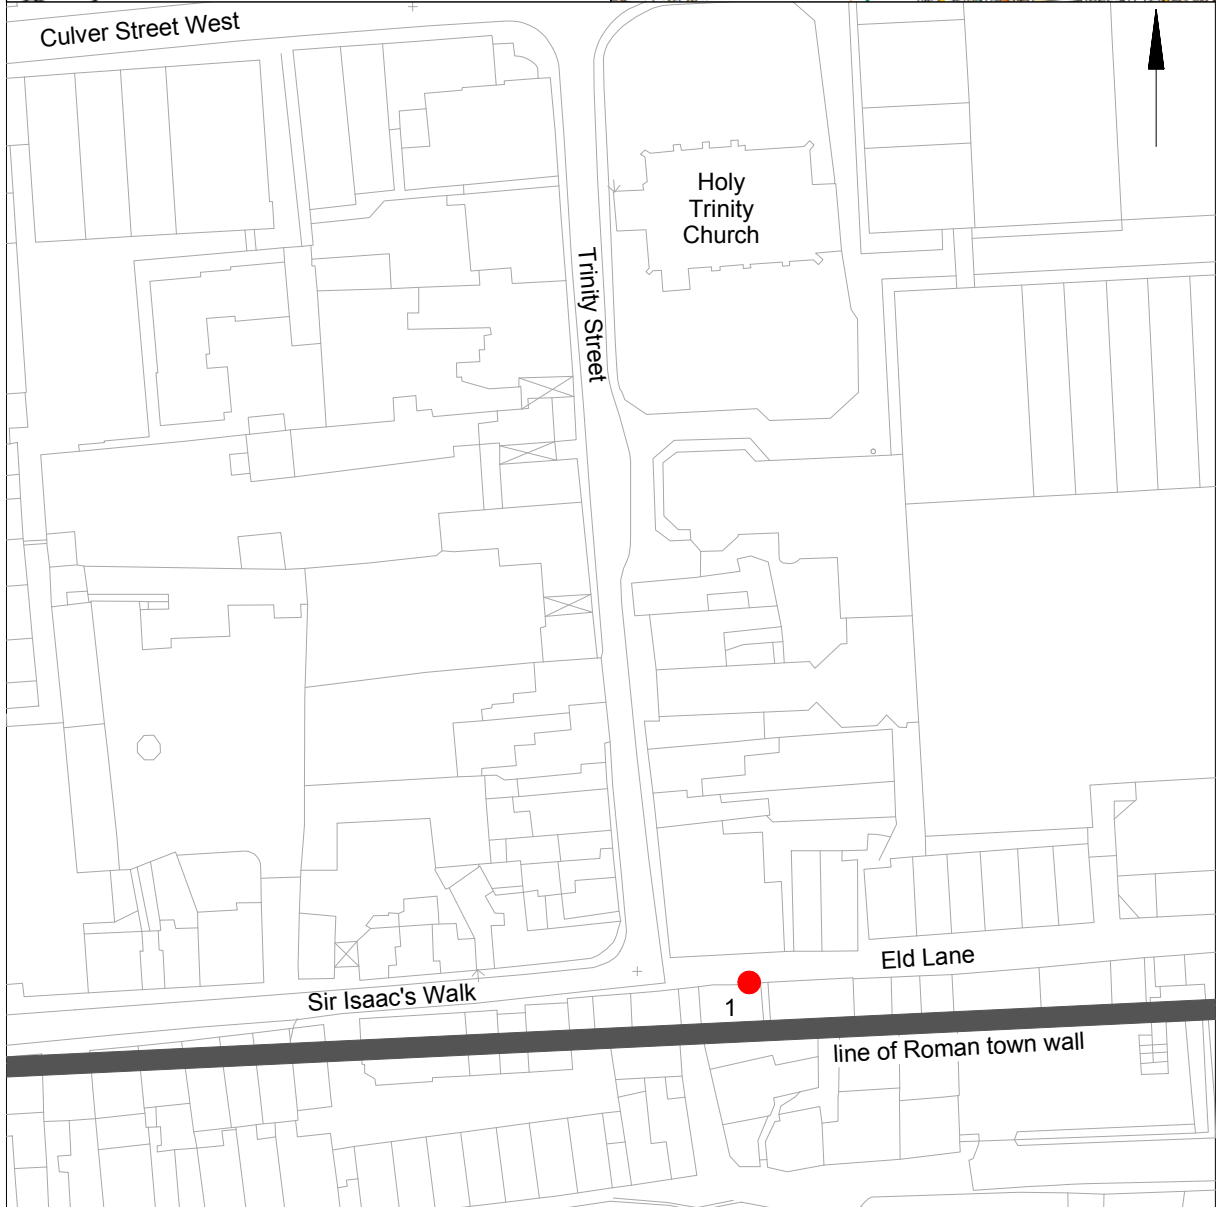 Culver Street West
Holy
Trinity
Church
Trinity Street
Eld Lane
Sir Isaac's Walk
1
line of Roman town wall